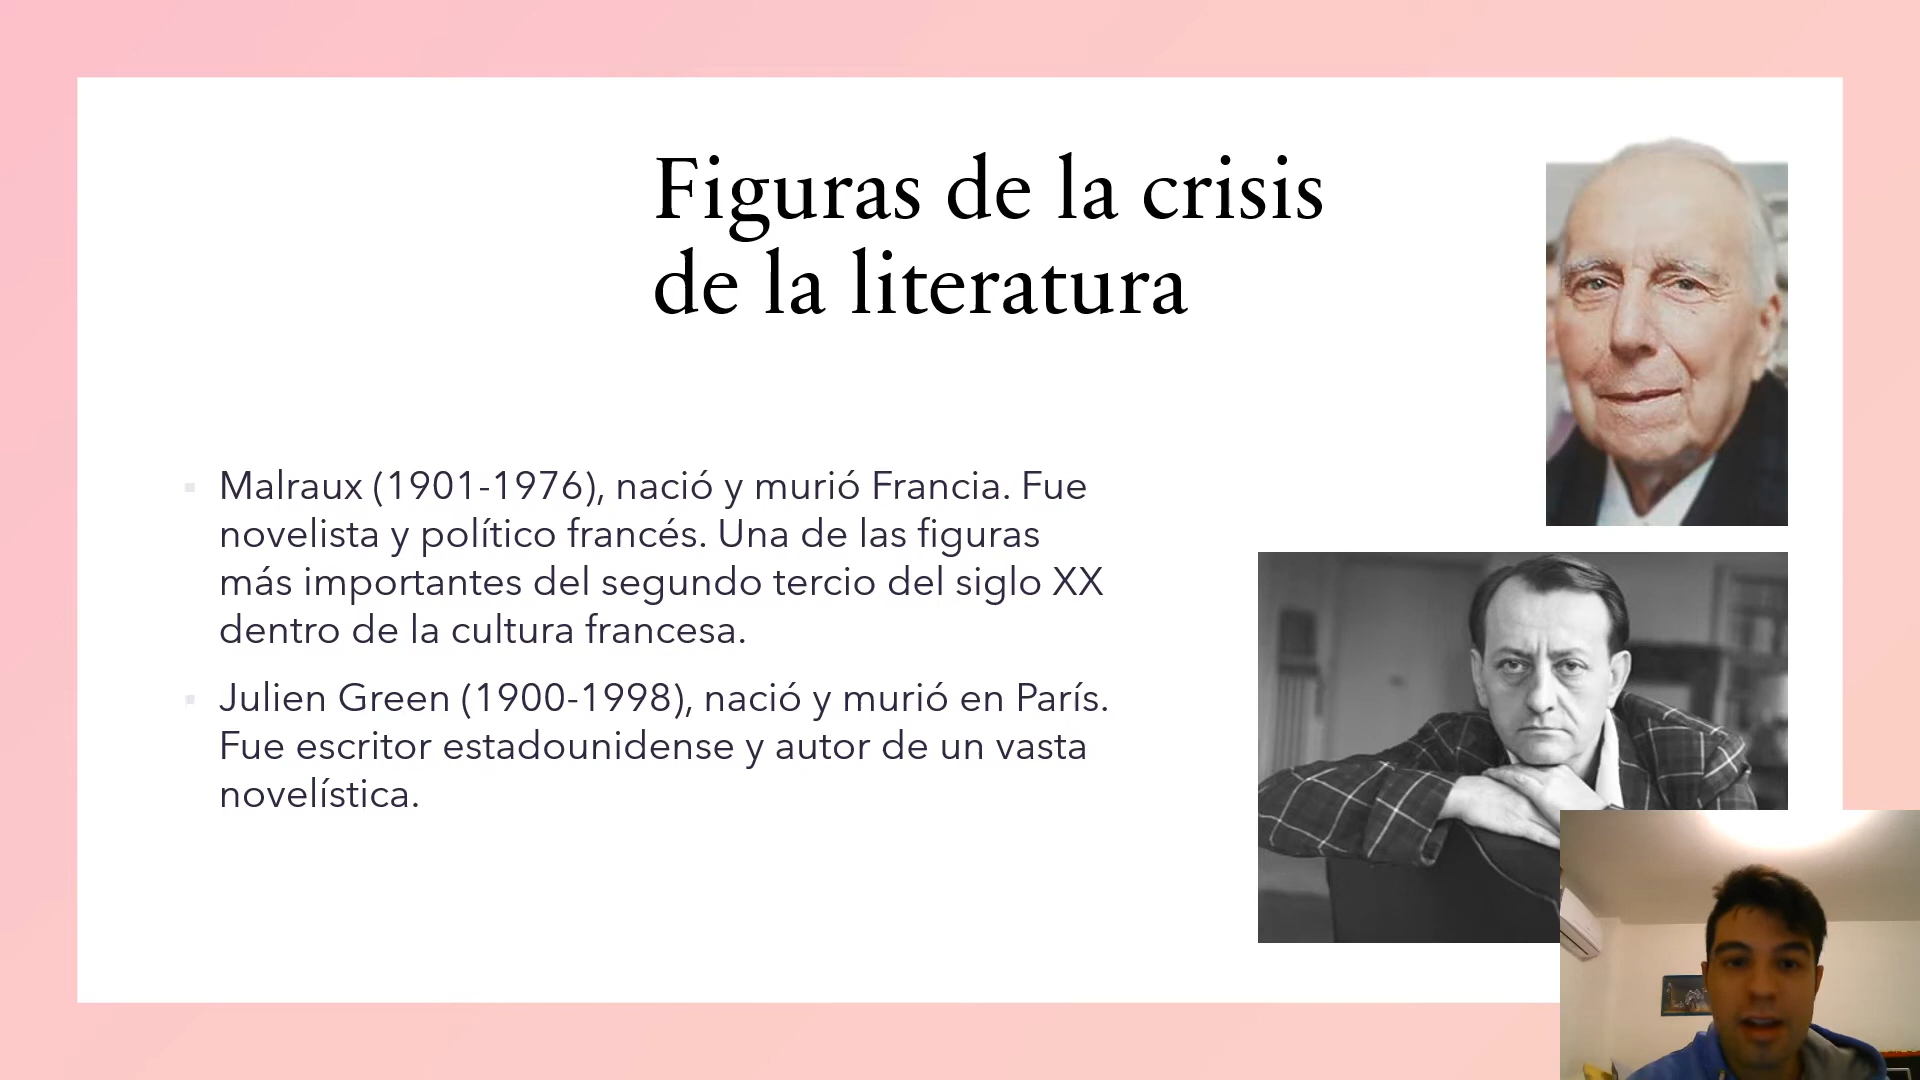 Figuras de la crisis
de la literatura
Malraux (1901-1976), nació y murió Francia. Fue
novelista y político francés. Una de las figuras
más importantes del segundo tercio del siglo XX
dentro de la cultura francesa.
Julien Green (1900-1998), nació y murió en París.
Fue escritor estadounidense y autor de un vasta
novelística.